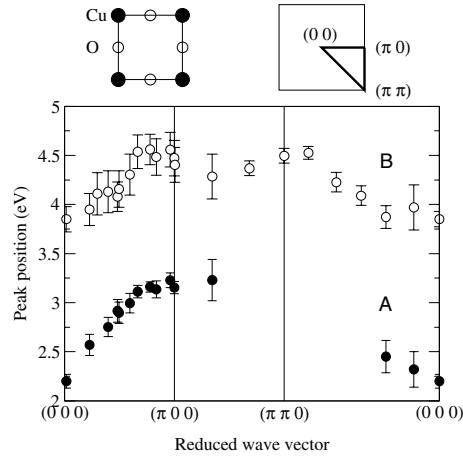 Cu
O
(0 0)
(π 0)
(π π)
5
4.5
4
3.5
3
2.5
2
Peak position (eV)
B
A
(0 0 0)
(π 0 0)
(π π 0)
(0 0 0)
Reduced wave vector